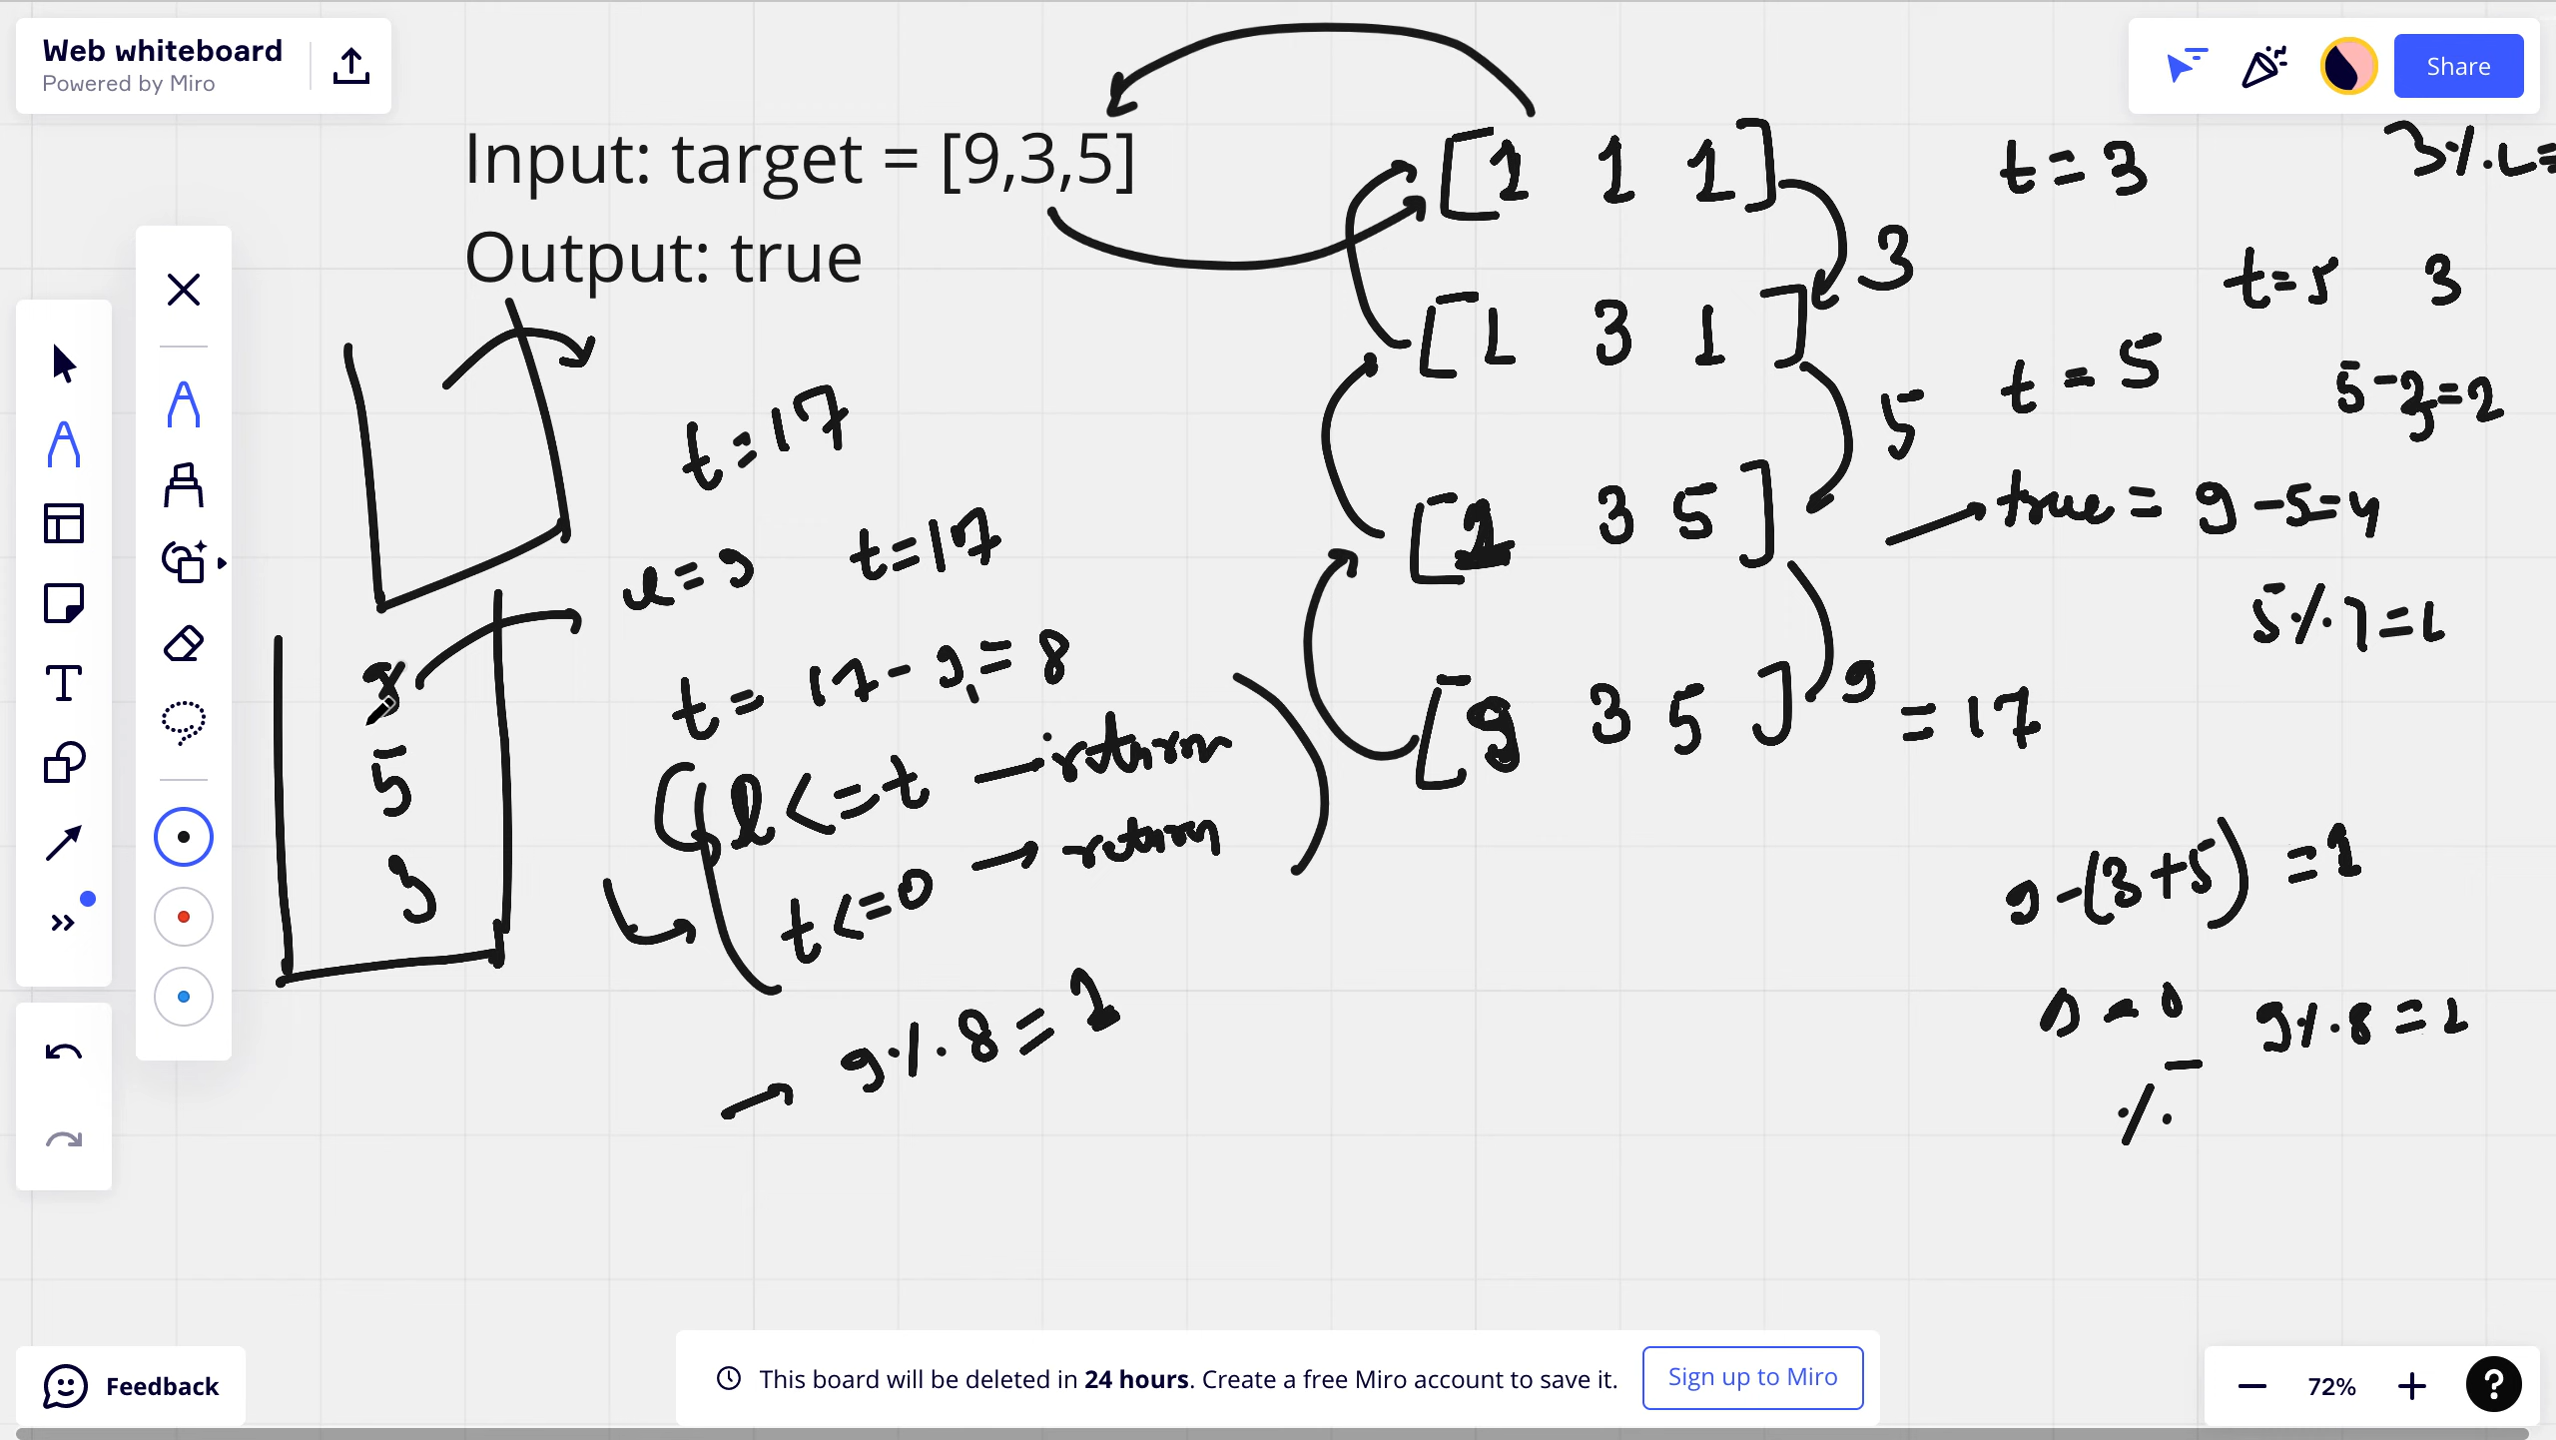 Web whiteboard
Powered by Miro
Share
Input: target = [9,3,5]
Output: true
[1 1 1]
t = 3
3
[1 3 1]
t = 5 3
5
t = 5
5 - 3 = 2
[1 3 5]
true = 9 - 5 = 4
[9 3 5] 9 = 17
t = 17
t = 17
t = 17 - 9 = 8
l <= t — return
t <= 0 → return
9 % 8 = 1
5
3
9 - (3 + 5) = 1
9 % 8 = 1
%
Feedback
This board will be deleted in 24 hours. Create a free Miro account to save it.
Sign up to Miro
72%